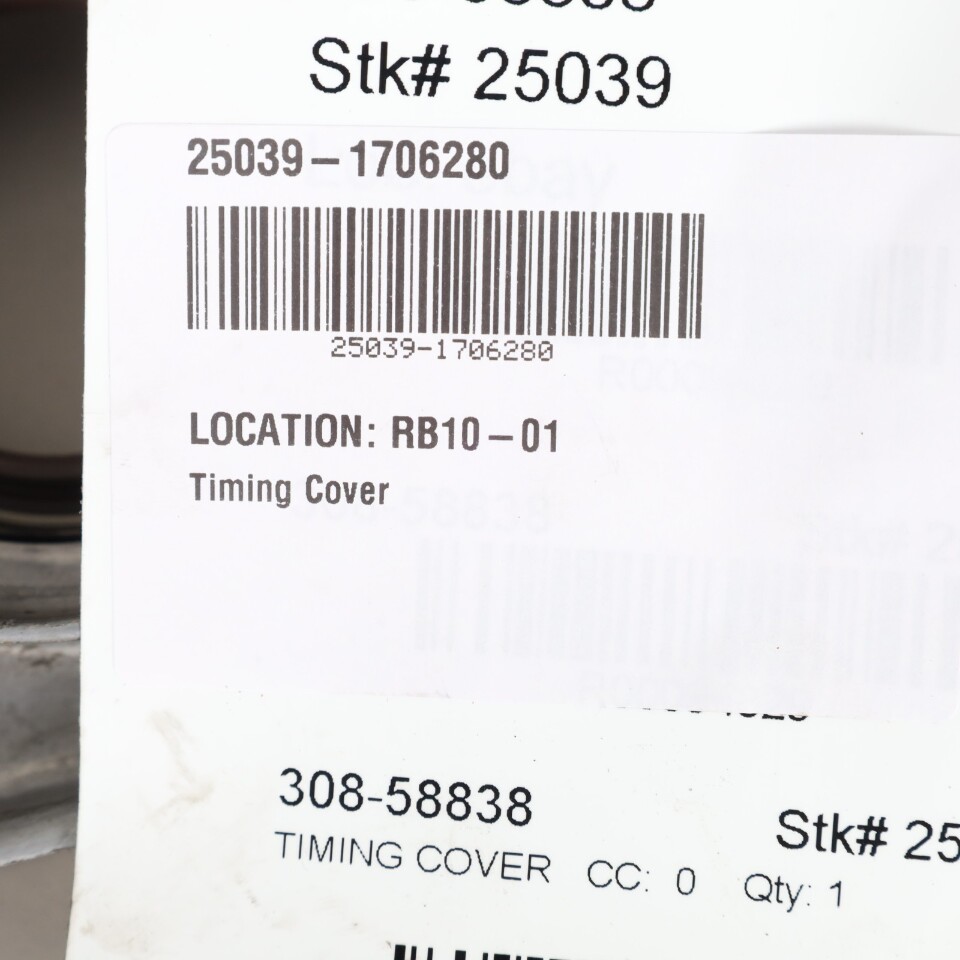 Stk# 25039
25039-1706280
25039-1706280
LOCATION: RB10-01
Timing Cover
308-58838
Stk# 25
TIMING COVER CC: 0 Qty: 1